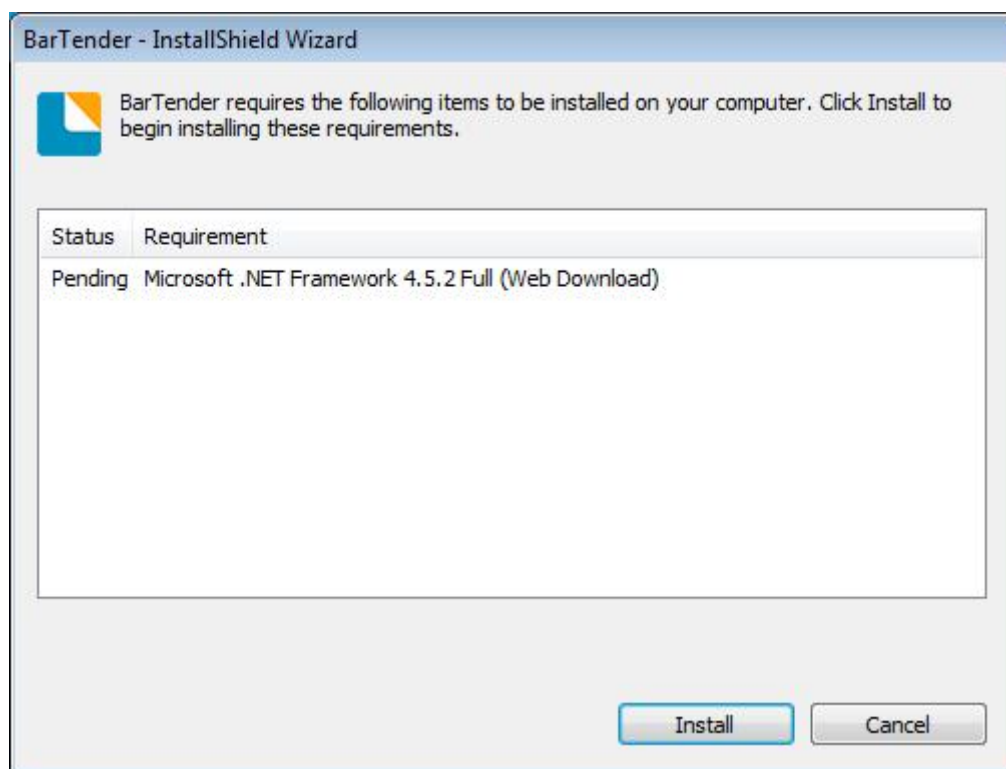 BarTender - InstallShield Wizard
BarTender requires the following items to be installed on your computer. Click Install to
begin installing these requirements.
Status Requirement
Pending Microsoft .NET Framework 4.5.2 Full (Web Download)
Install Cancel